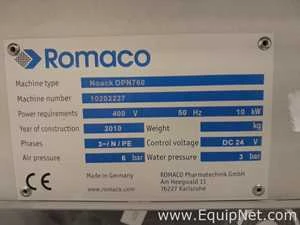 Romaco
Machine type Noack DPN760
Machine number 10202227
Power requirements 400 V 50 Hz 10 kW
Year of construction 2010 Weight kg
Phases 3~/N/PE Control voltage DC 24 V
Air pressure 6 bar Water pressure 3 bar
CE Made in Germany ROMACO Pharmatechnik GmbH
www.romaco.com Am Heegwald 11
76227 Karlsruhe
www.EquipNet.com